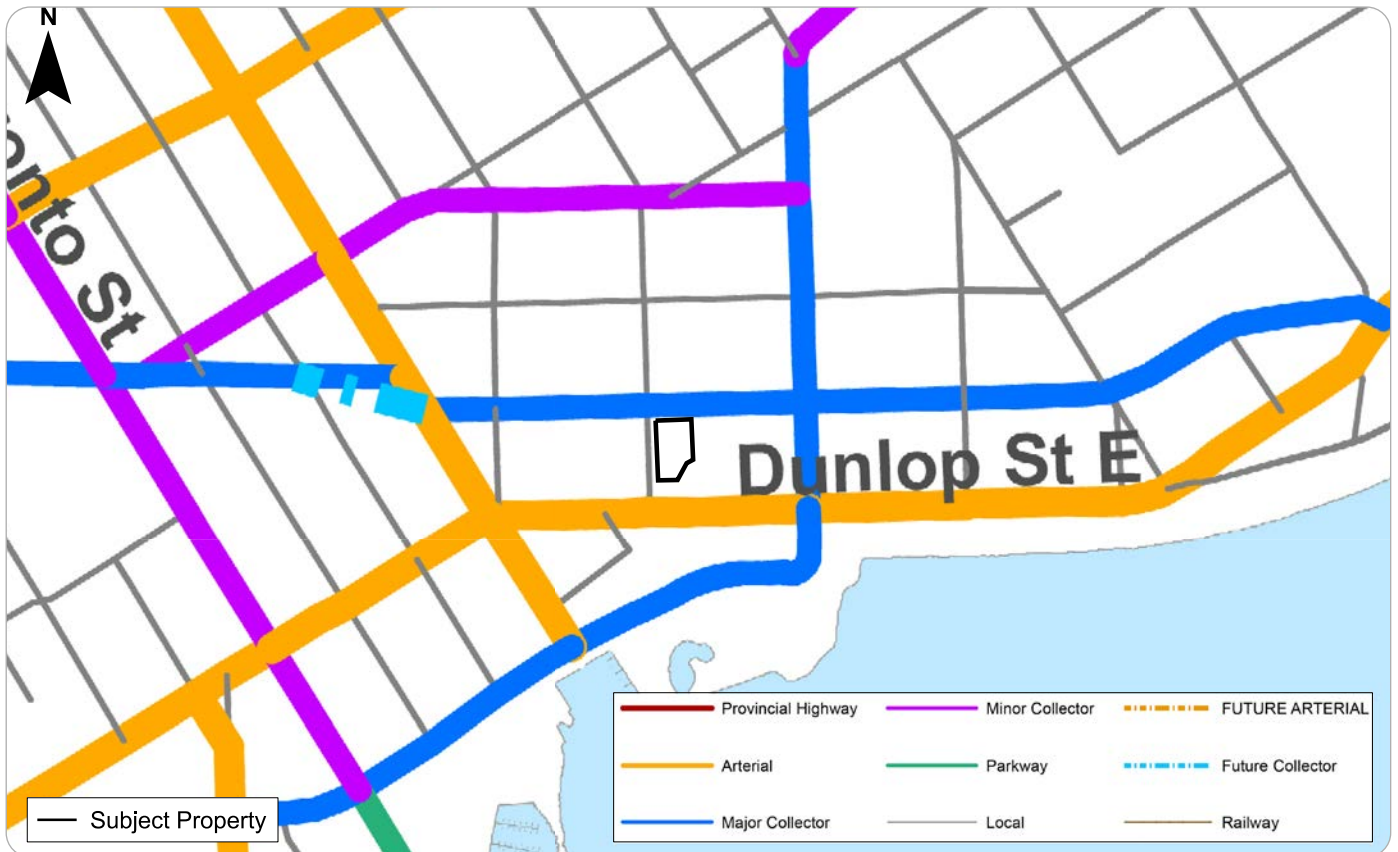 N
onto St
Dunlop St E
Provincial Highway
Minor Collector
FUTURE ARTERIAL
Arterial
Parkway
Future Collector
Major Collector
Local
Railway
Subject Property